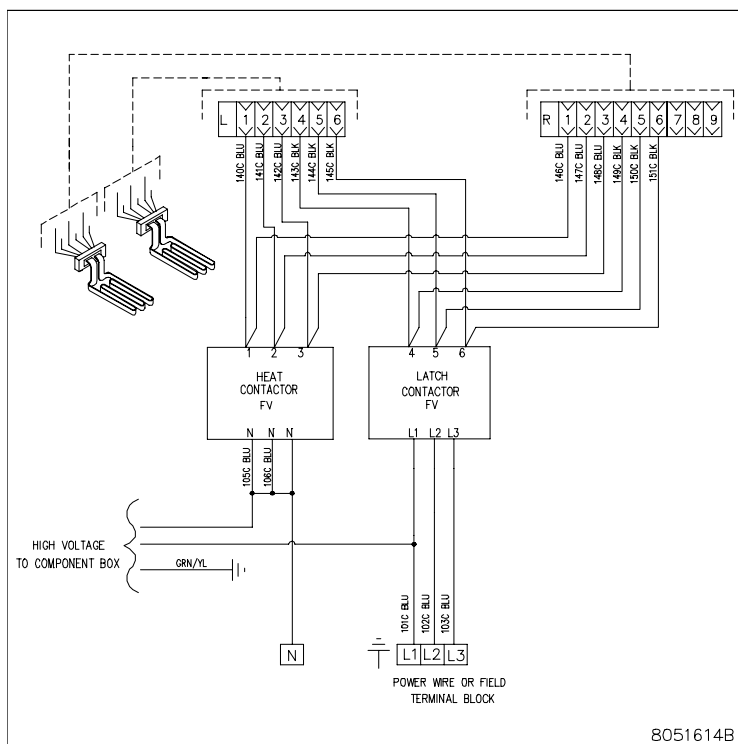 L 1 2 3 4 5 6
R 1 2 3 4 5 6 7 8 9
140C BLU
141C BLU
142C BLU
143C BLK
144C BLK
145C BLK
146C BLU
147C BLU
148C BLU
149C BLK
150C BLK
151C BLK
1 2 3
HEAT
CONTACTOR
FV
N N N
4 5 6
LATCH
CONTACTOR
FV
L1 L2 L3
105C BLU
106C BLU
HIGH VOLTAGE
TO COMPONENT BOX
GRN/YL
101C BLU
102C BLU
103C BLU
N
L1 L2 L3
POWER WIRE OR FIELD
TERMINAL BLOCK
8051614B